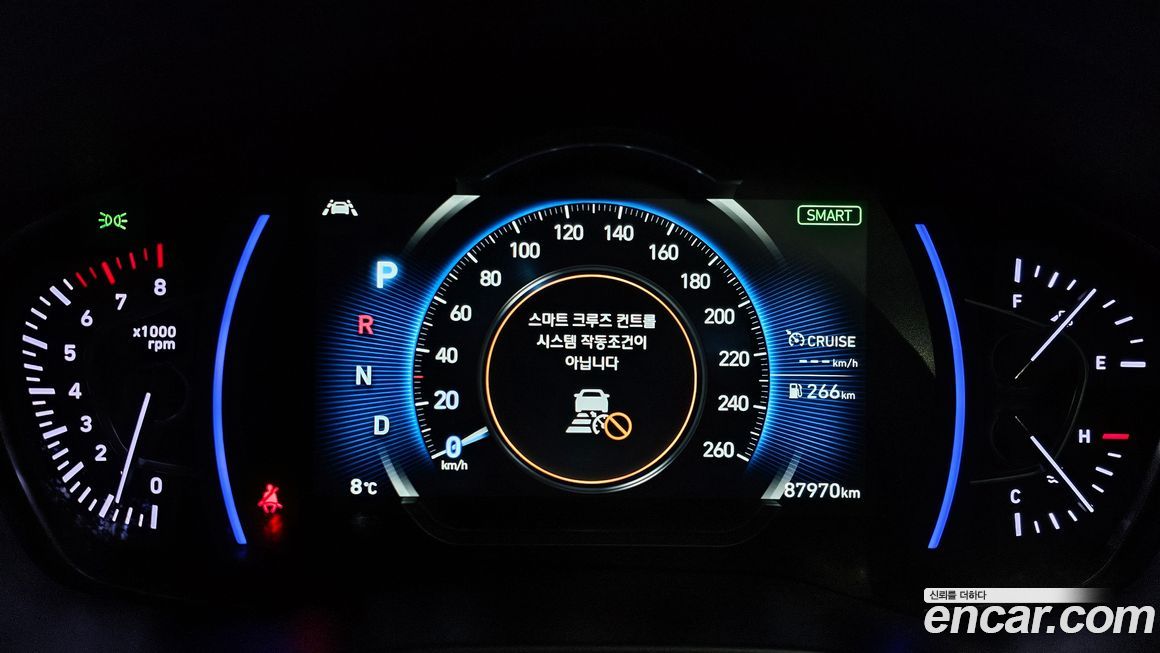 SMART
8
7
6
5
4
3
2
0
x1000
rpm
P
R
N
D
8℃
0
20
40
60
80
100
120
140
160
180
200
220
240
260
km/h
스마트 크루즈 컨트롤
시스템 작동조건이
아닙니다
CRUISE
--- km/h
266km
87970km
F
E
H
C
신뢰를 더하다
encar.com